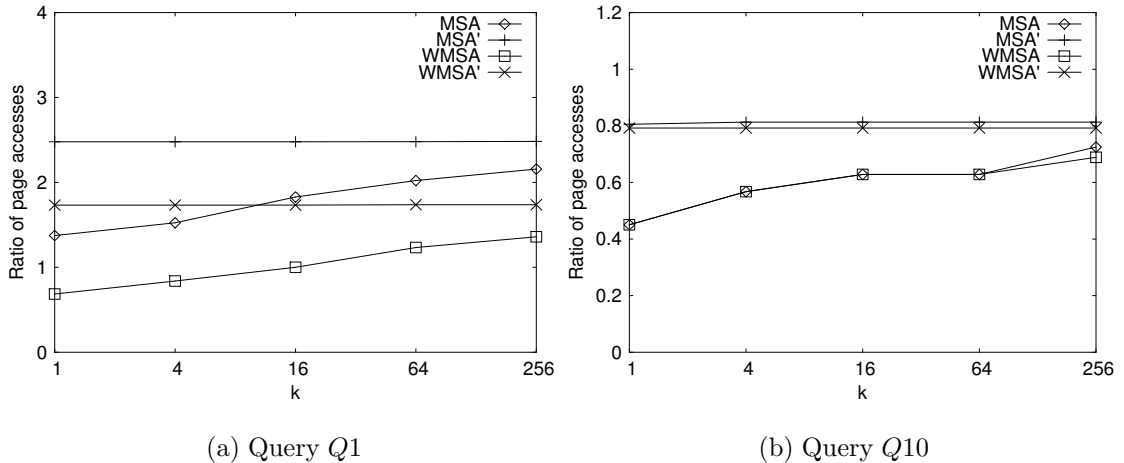 4
3
2
1
0
1 4 16 64 256
Ratio of page accesses
k
MSA
MSA'
WMSA
WMSA'
(a) Query Q1
1.2
1
0.8
0.6
0.4
0.2
0
1 4 16 64 256
Ratio of page accesses
k
MSA
MSA'
WMSA
WMSA'
(b) Query Q10